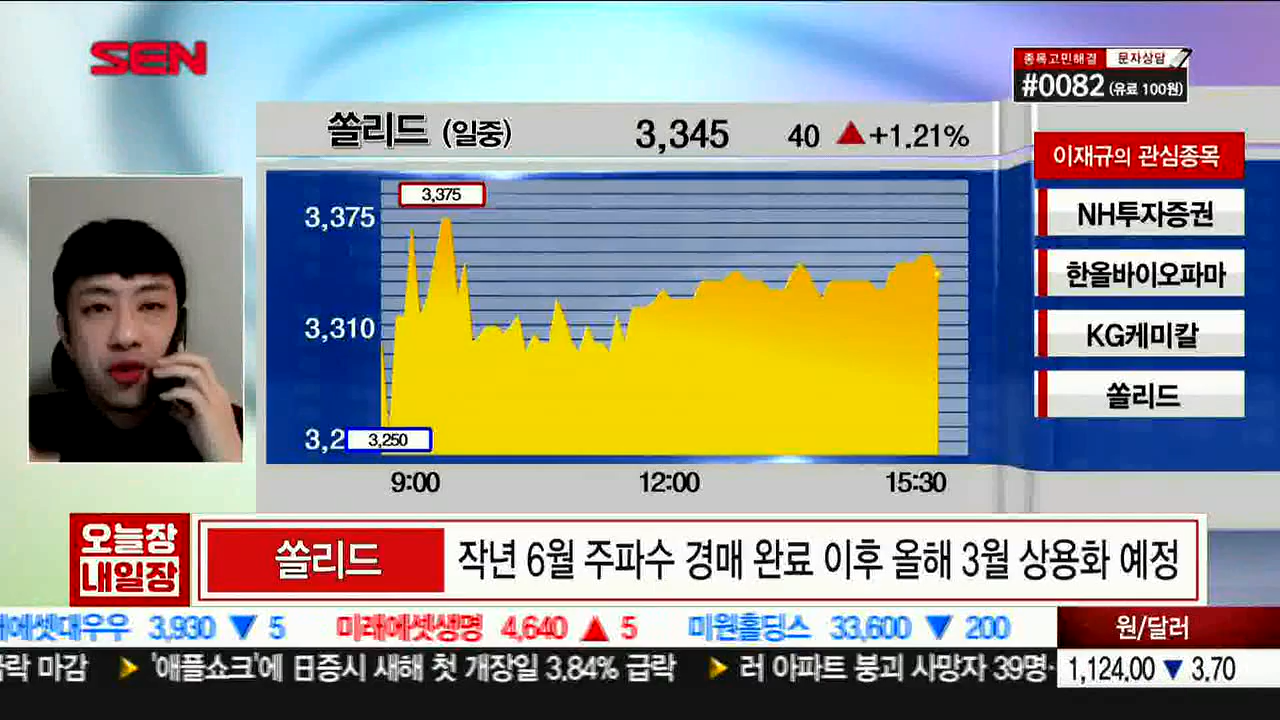 SEN
종목고민해결 문자상담
#0082 (유료 100원)
쏠리드 (일중) 3,345 40 ▲+1.21%
이재규의 관심종목
NH투자증권
한올바이오파마
KG케미칼
쏠리드
3,375
3,375
3,310
3,2
3,250
9:00 12:00 15:30
오늘장
내일장
쏠리드 작년 6월 주파수 경매 완료 이후 올해 3월 상용화 예정
래에셋대우우 3,930 ▼ 5 미래에셋생명 4,640 ▲ 5 미원홀딩스 33,600 ▼ 200
원/달러
락 마감 '애플쇼크'에 日증시 새해 첫 개장일 3.84% 급락 러 아파트 붕괴 사망자 39명·
1,124.00 ▼ 3.70